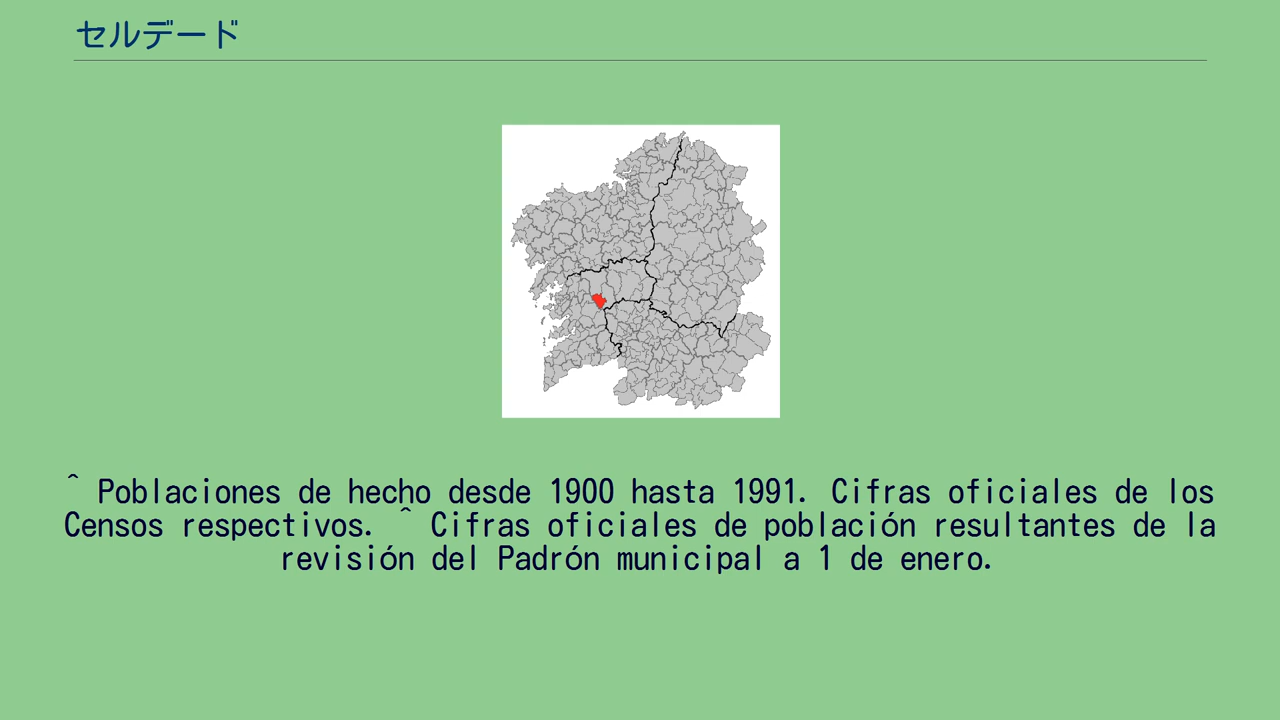 セルデード
^ Poblaciones de hecho desde 1900 hasta 1991. Cifras oficiales de los
Censos respectivos. ^ Cifras oficiales de población resultantes de la
revisión del Padrón municipal a 1 de enero.